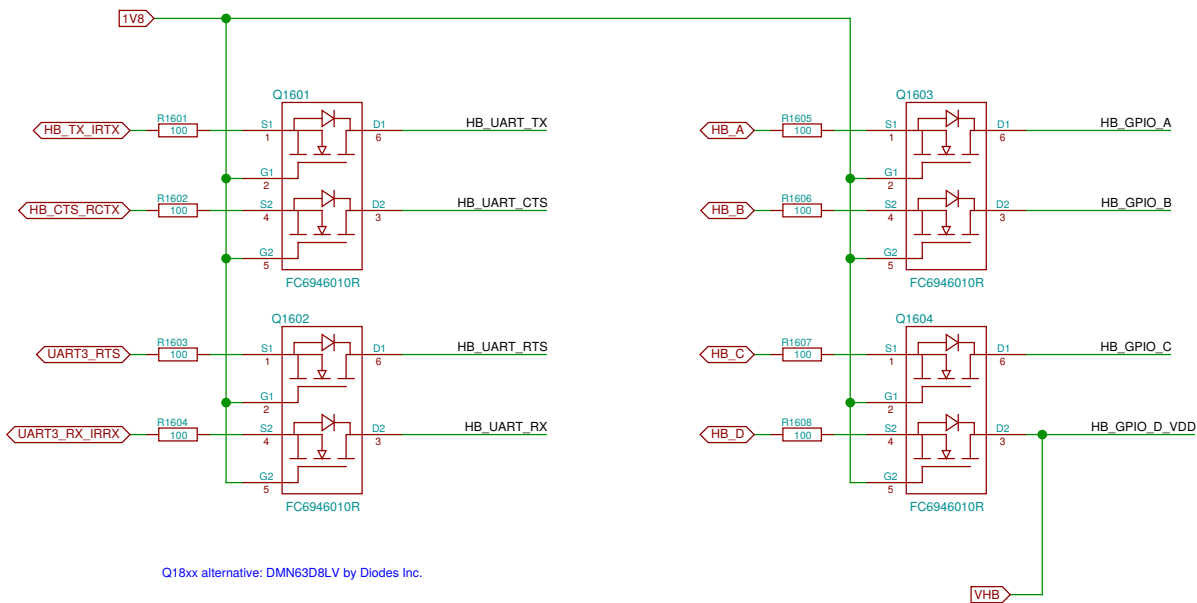 1V8
Q1601
HB_TX_IRTX
R1601
100
S1
1
D1
6
HB_UART_TX
G1
2
HB_CTS_RCTX
R1602
100
S2
4
D2
3
HB_UART_CTS
G2
5
FC6946010R
Q1602
UART3_RTS
R1603
100
S1
1
D1
6
HB_UART_RTS
G1
2
UART3_RX_IRRX
R1604
100
S2
4
D2
3
HB_UART_RX
G2
5
FC6946010R
Q1603
HB_A
R1605
100
S1
1
D1
6
HB_GPIO_A
G1
2
HB_B
R1606
100
S2
4
D2
3
HB_GPIO_B
G2
5
FC6946010R
Q1604
HB_C
R1607
100
S1
1
D1
6
HB_GPIO_C
G1
2
HB_D
R1608
100
S2
4
D2
3
HB_GPIO_D_VDD
G2
5
FC6946010R
Q18xx alternative: DMN63D8LV by Diodes Inc.
VHB